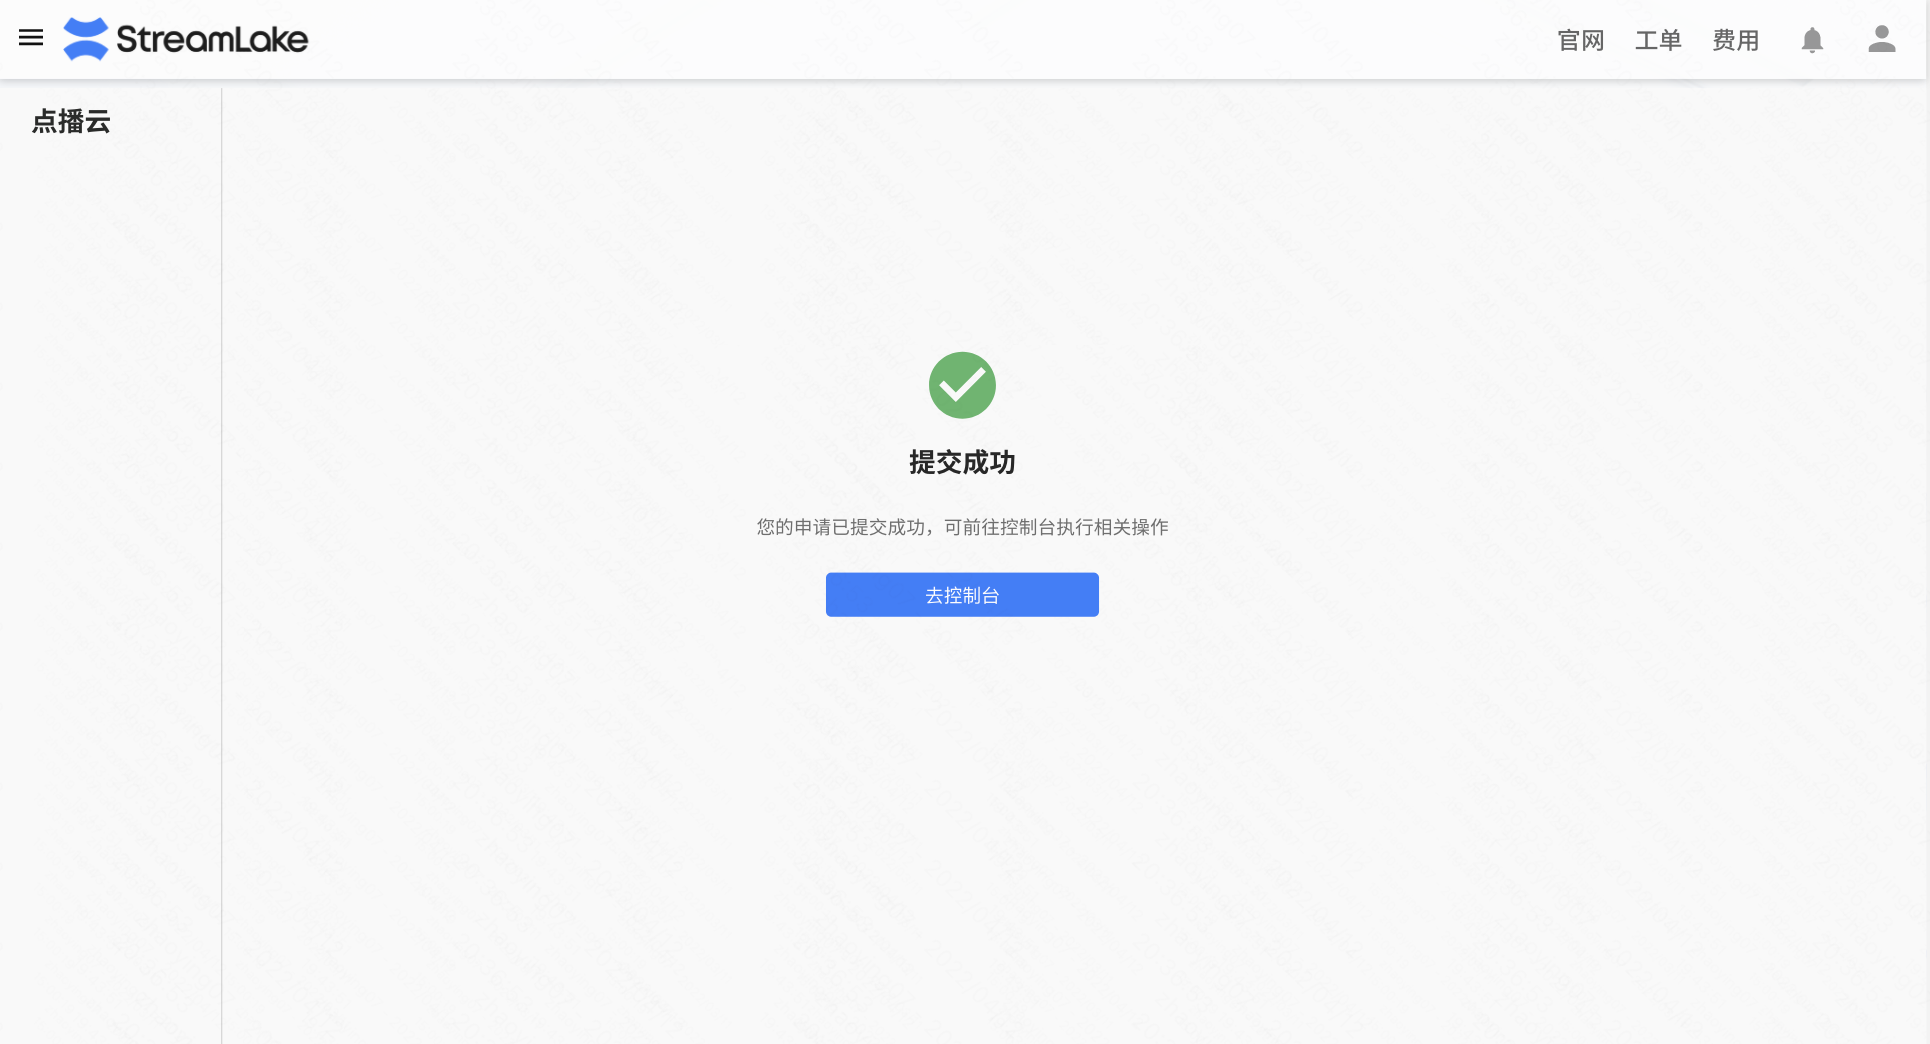 StreamLake
官网 工单 费用
点播云
提交成功
您的申请已提交成功，可前往控制台执行相关操作
去控制台